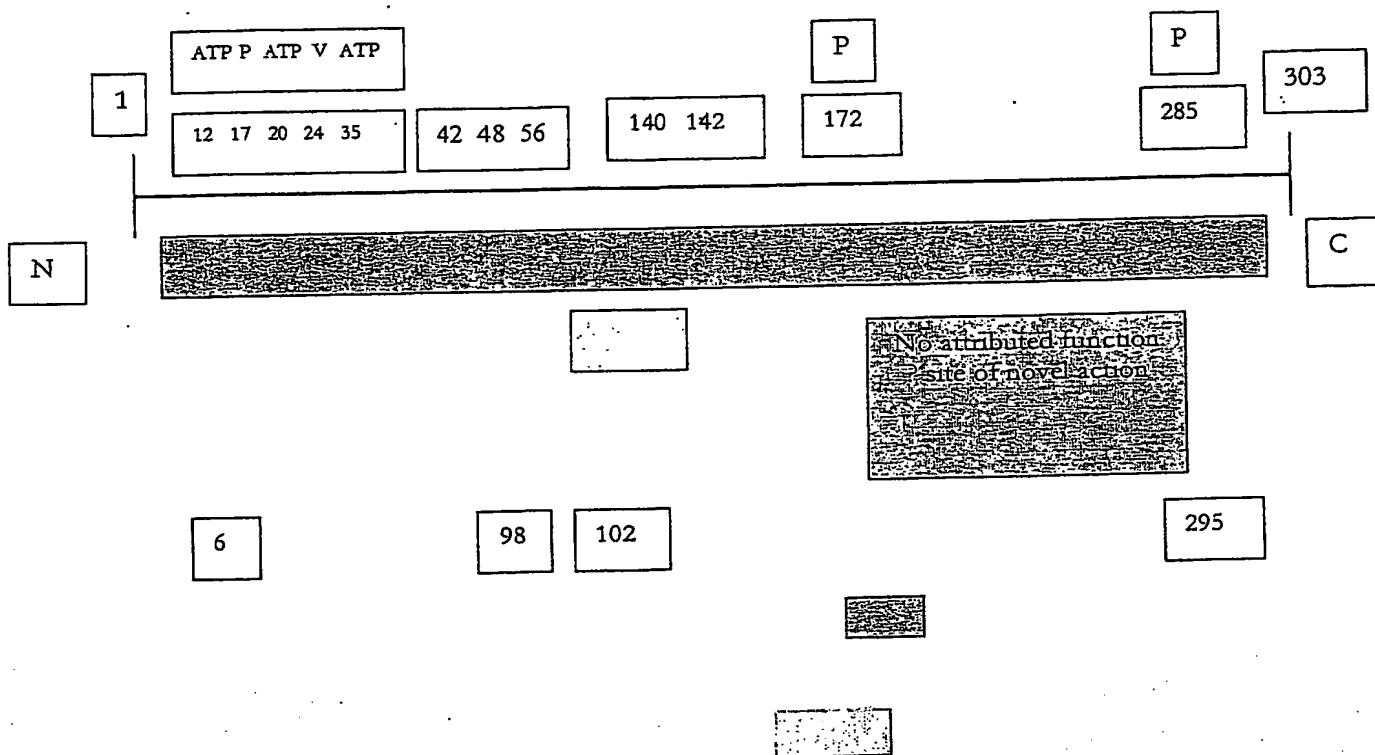 ATP P ATP V ATP
P
P
1
303
12 17 20 24 35
42 48 56
140 142
172
285
N
C
No attributed function
site of novel action
6
98
102
295